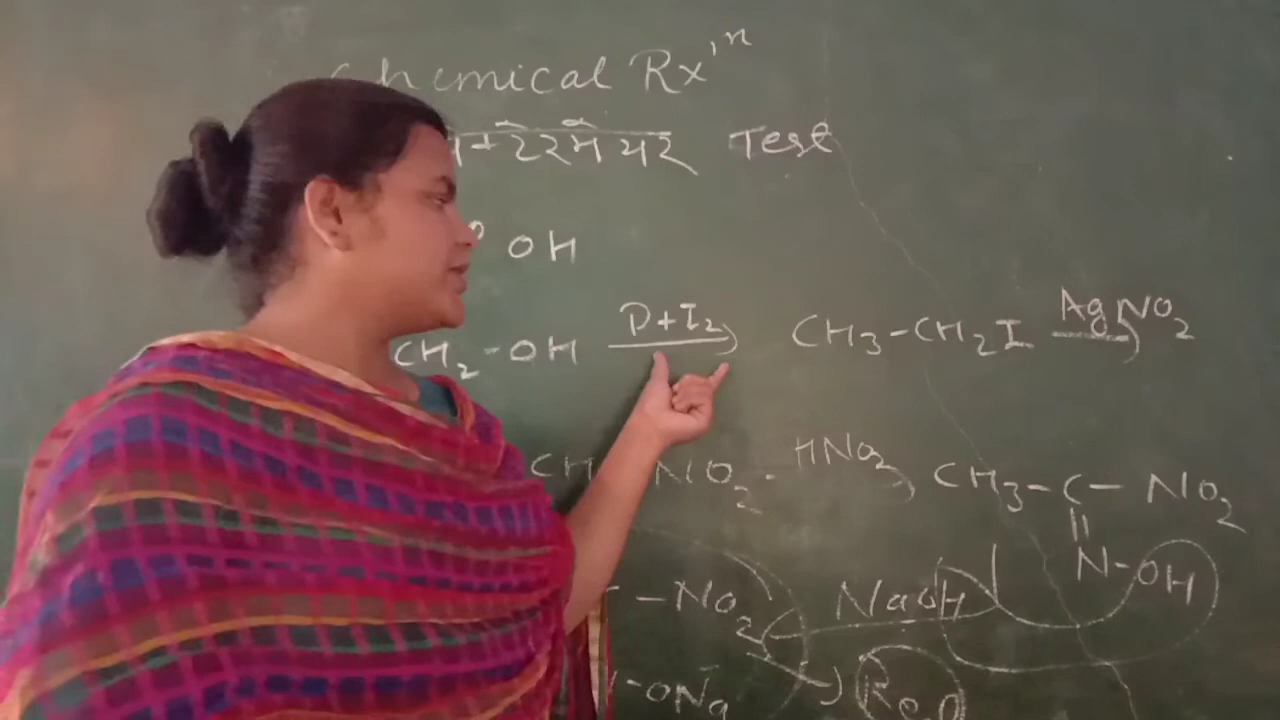 Chemical Rxⁿ
Test
OH
CH₂-OH P+I₂ CH₃-CH₂I AgNO₂
CH NO₂ HNO₂ CH₃-C-NO₂
||
N-OH
-NO₂ NaOH
-ONa Red